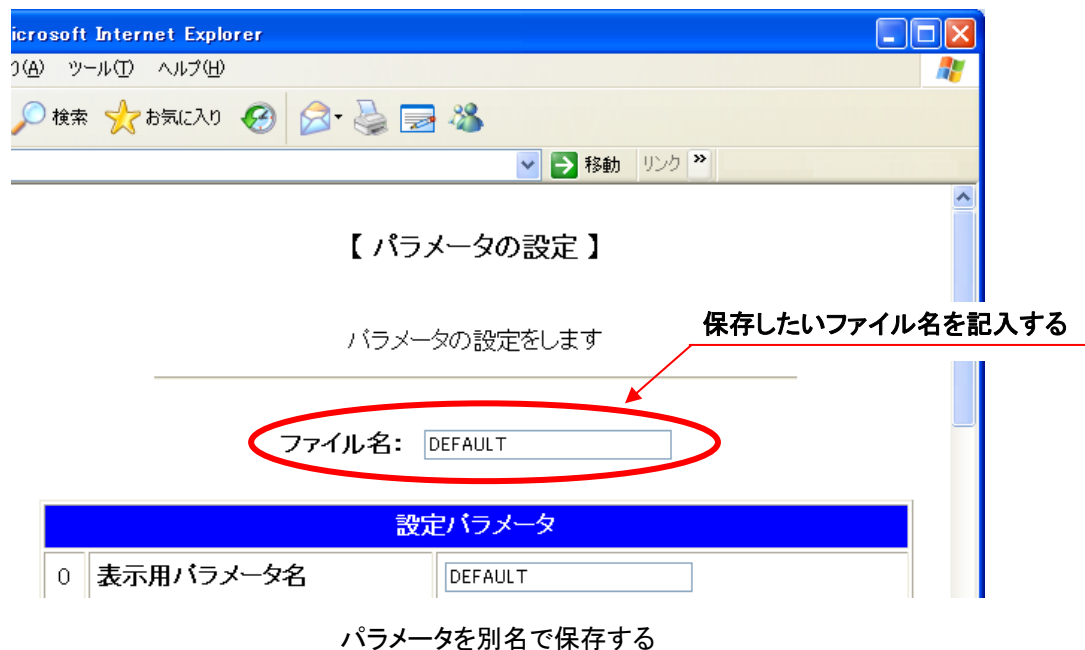 icrosoft Internet Explorer
り(A) ツール(T) ヘルプ(H)
検索 お気に入り
移動 リンク »
【 パラメータの設定 】
保存したいファイル名を記入する
パラメータの設定をします
ファイル名: DEFAULT
設定パラメータ
0 表示用パラメータ名 DEFAULT
パラメータを別名で保存する